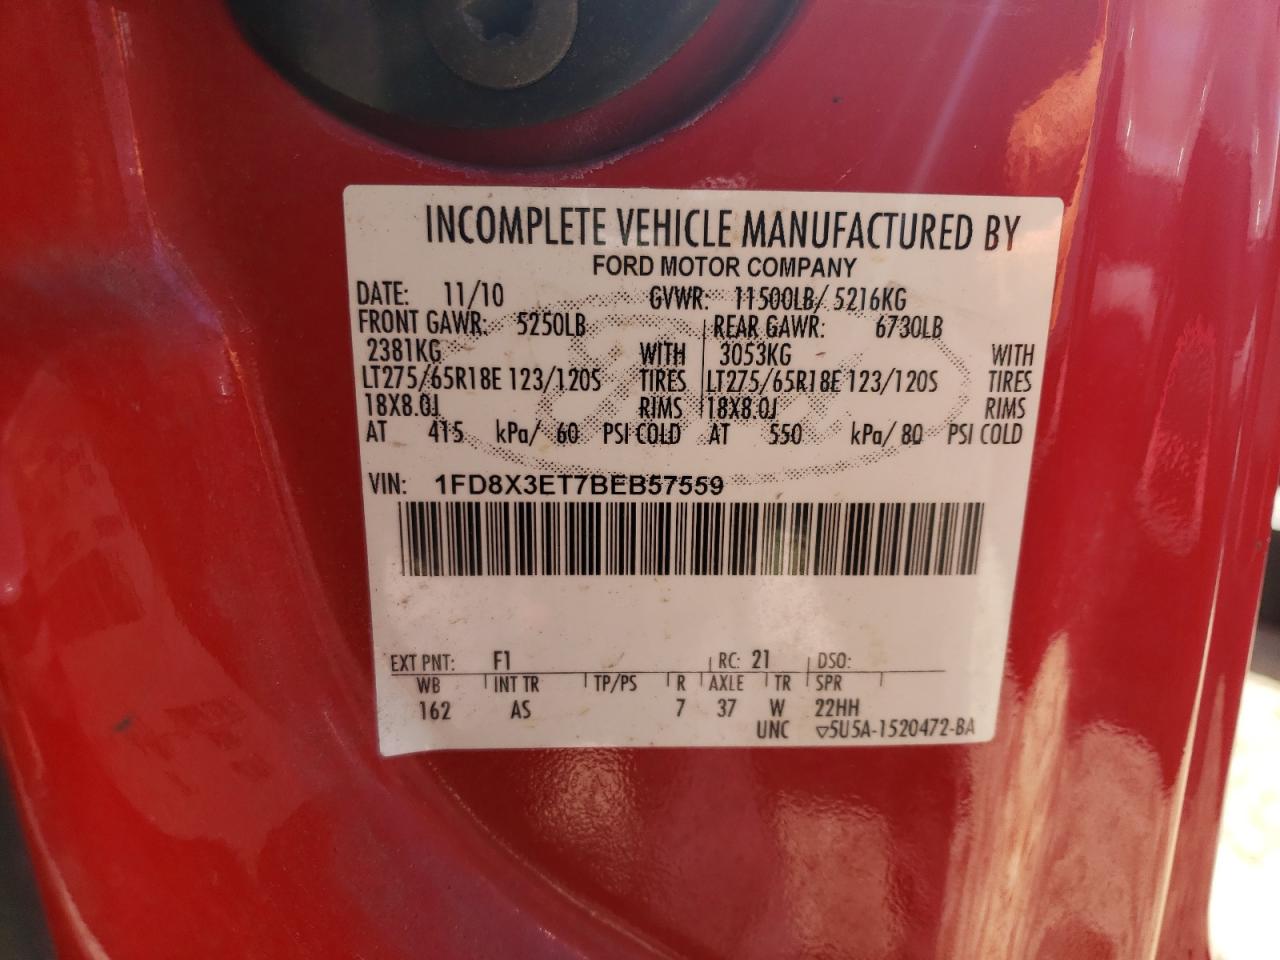 INCOMPLETE VEHICLE MANUFACTURED BY
FORD MOTOR COMPANY
DATE: 11/10 GVWR: 11500LB/ 5216KG
FRONT GAWR: 5250LB REAR GAWR: 6730LB
2381KG WITH 3053KG WITH
LT275/65R18E 123/120S TIRES LT275/65R18E 123/120S TIRES
18X8.0J RIMS 18X8.0J RIMS
AT 415 kPa/ 60 PSI COLD AT 550 kPa/ 80 PSI COLD
VIN: 1FD8X3ET7BEB57559
EXT PNT: F1 RC: 21 DSO:
WB INT TR TP/PS R AXLE TR SPR
162 AS 7 37 W 22HH
UNC ▽5U5A-1520472-BA